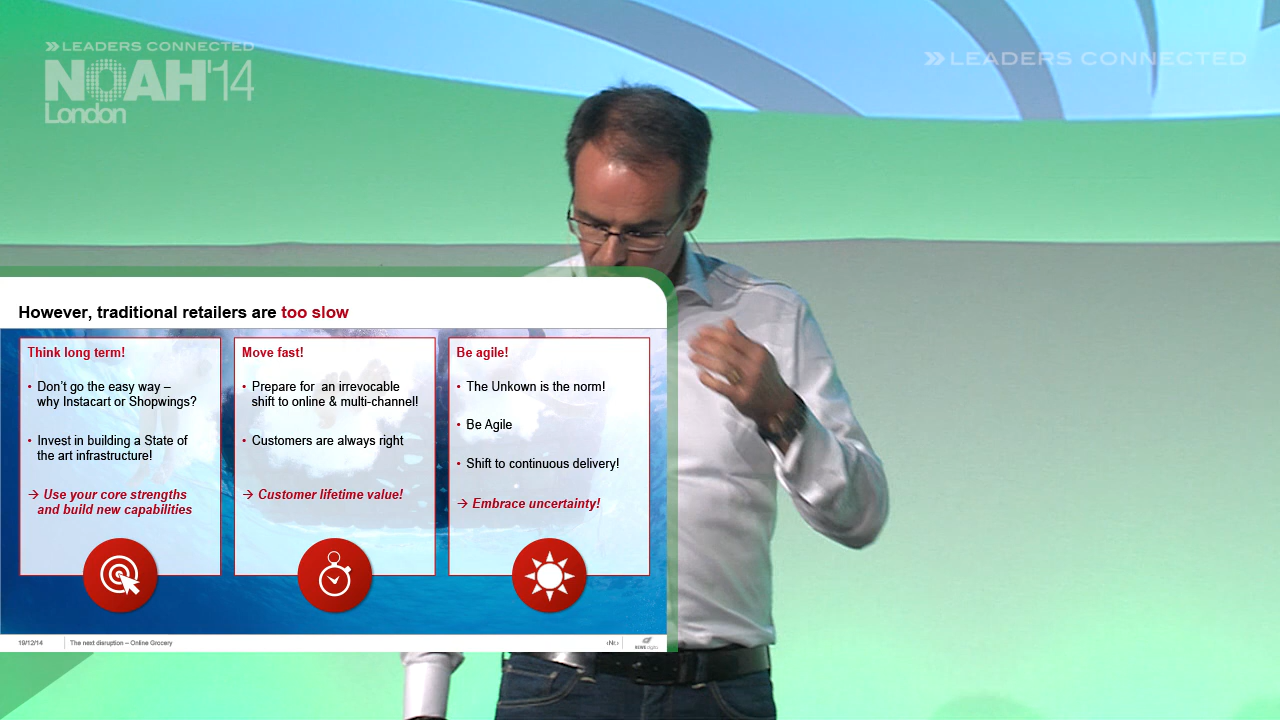 LEADERS CONNECTED
NOAH'14
London
LEADERS CONNECTED
However, traditional retailers are too slow
Think long term!
• Don't go the easy way –
why Instacart or Shopwings?
• Invest in building a State of
the art infrastructure!
→ Use your core strengths
and build new capabilities
Move fast!
• Prepare for an irrevocable
shift to online & multi-channel!
• Customers are always right
→ Customer lifetime value!
Be agile!
• The Unkown is the norm!
• Be Agile
• Shift to continuous delivery!
→ Embrace uncertainty!
19/12/14
The next disruption – Online Grocery